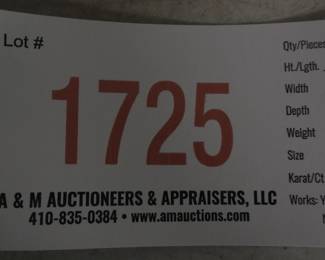 Lot #
1725
A & M AUCTIONEERS & APPRAISERS, LLC
410-835-0384 • www.amauctions.com
Qty/Pieces
Ht./Lgth.
Width
Depth
Weight
Size
Karat/Ct
Works: Y